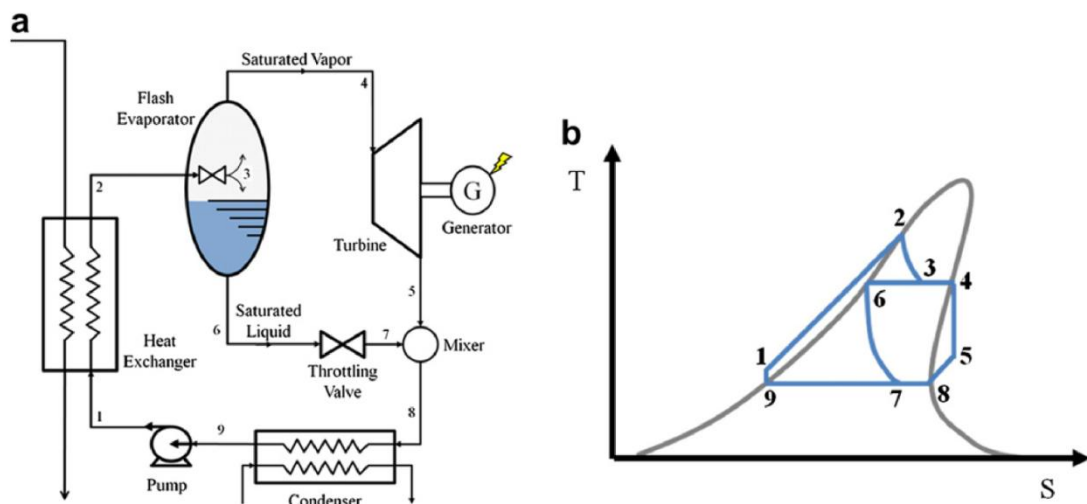 a
Saturated Vapor
4
Flash
Evaporator
3
2
G
Generator
Turbine
5
6
Saturated
Liquid
7
Mixer
Heat
Exchanger
Throttling
Valve
1
9
8
Pump
Condenser
b
T
2
3
4
6
1
5
9
7
8
S